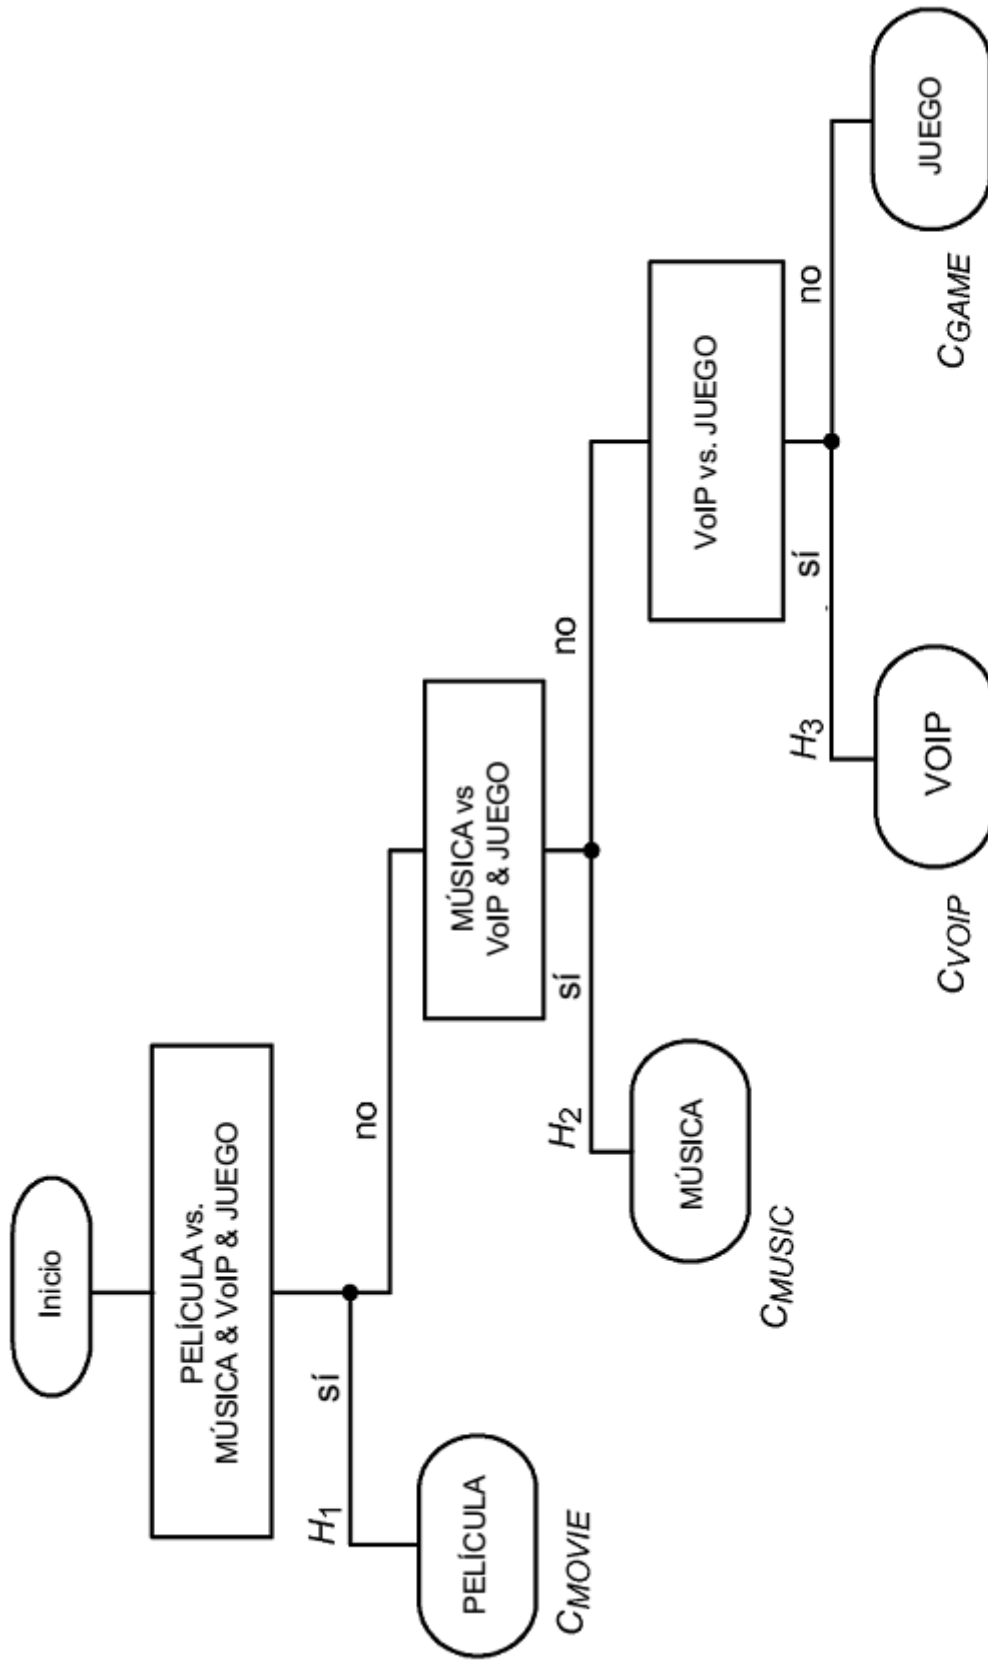 Inicio
PELÍCULA vs.
MÚSICA & VoIP & JUEGO
H1
sí
no
PELÍCULA
CMOVIE
MÚSICA vs
VoIP & JUEGO
H2
sí
no
MÚSICA
CMUSIC
VoIP vs. JUEGO
H3
sí
no
VOIP
CVOIP
JUEGO
CGAME